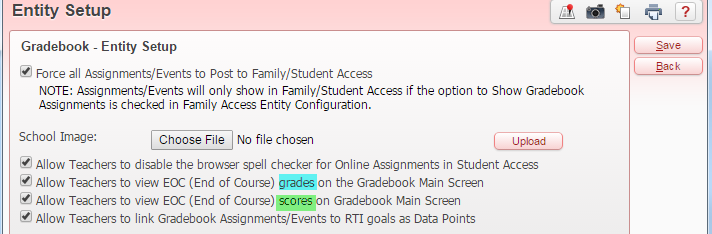 Entity Setup
?
Gradebook - Entity Setup
Save
Back
Force all Assignments/Events to Post to Family/Student Access
NOTE: Assignments/Events will only show in Family/Student Access if the option to Show Gradebook
Assignments is checked in Family Access Entity Configuration.
School Image: Choose File No file chosen Upload
Allow Teachers to disable the browser spell checker for Online Assignments in Student Access
Allow Teachers to view EOC (End of Course) grades on the Gradebook Main Screen
Allow Teachers to view EOC (End of Course) scores on Gradebook Main Screen
Allow Teachers to link Gradebook Assignments/Events to RTI goals as Data Points